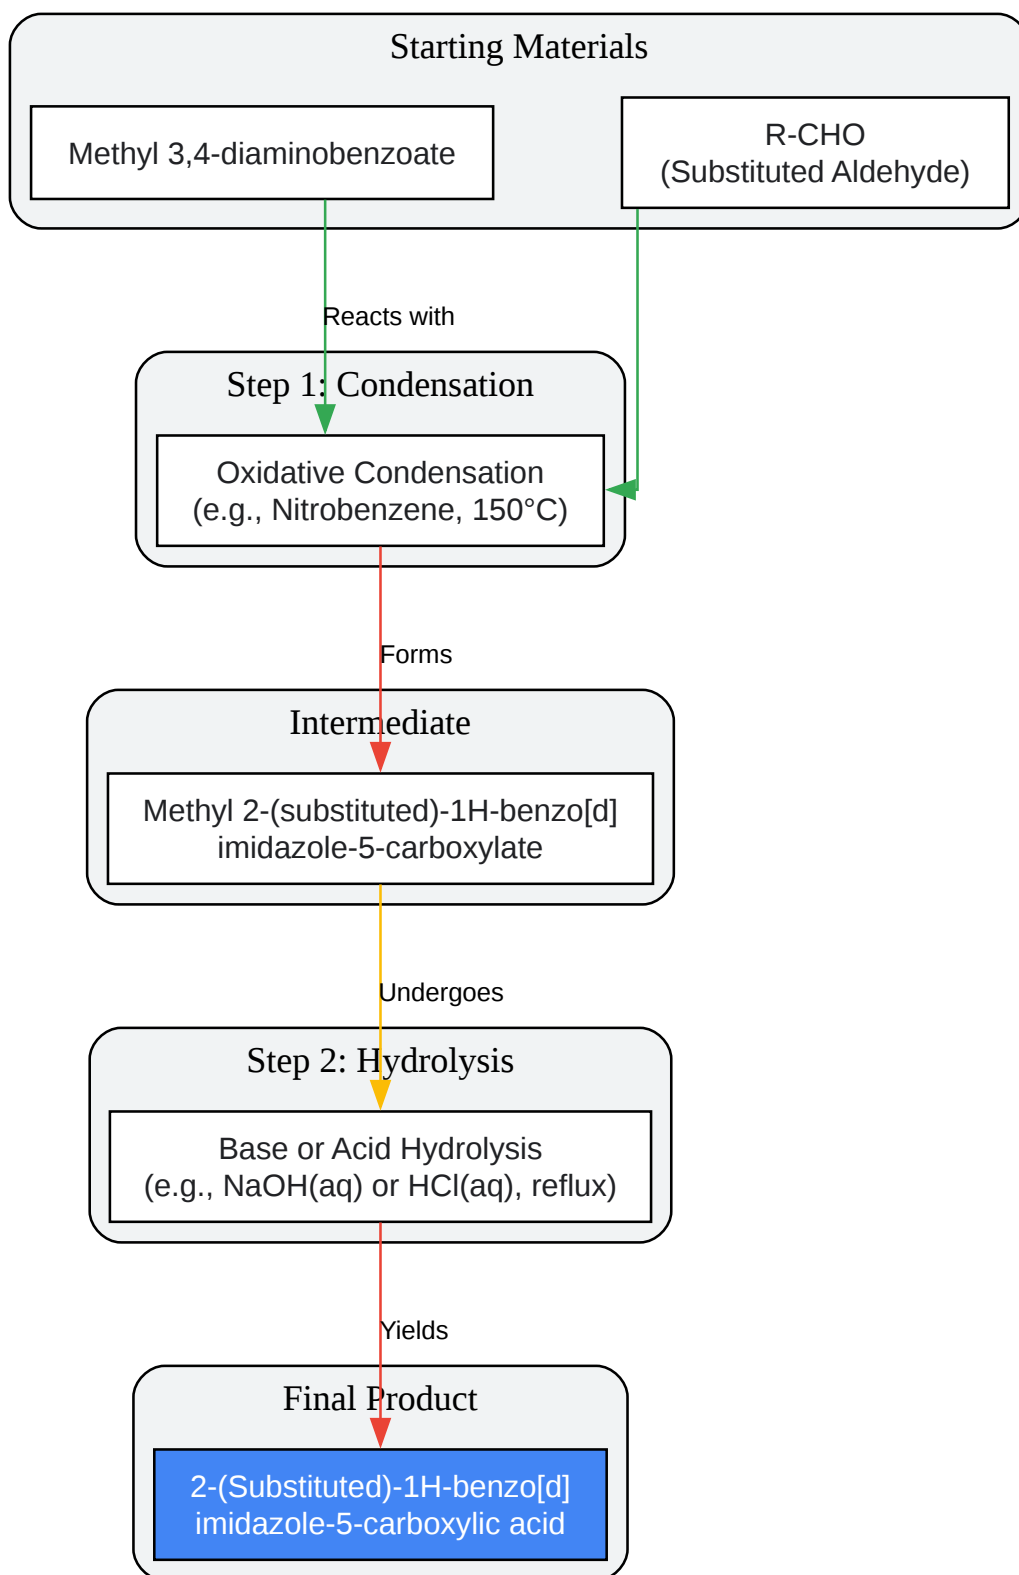 Starting Materials
Methyl 3,4-diaminobenzoate
R-CHO
(Substituted Aldehyde)
Reacts with
Step 1: Condensation
Oxidative Condensation
(e.g., Nitrobenzene, 150°C)
Forms
Intermediate
Methyl 2-(substituted)-1H-benzo[d]
imidazole-5-carboxylate
Undergoes
Step 2: Hydrolysis
Base or Acid Hydrolysis
(e.g., NaOH(aq) or HCl(aq), reflux)
Yields
Final Product
2-(Substituted)-1H-benzo[d]
imidazole-5-carboxylic acid